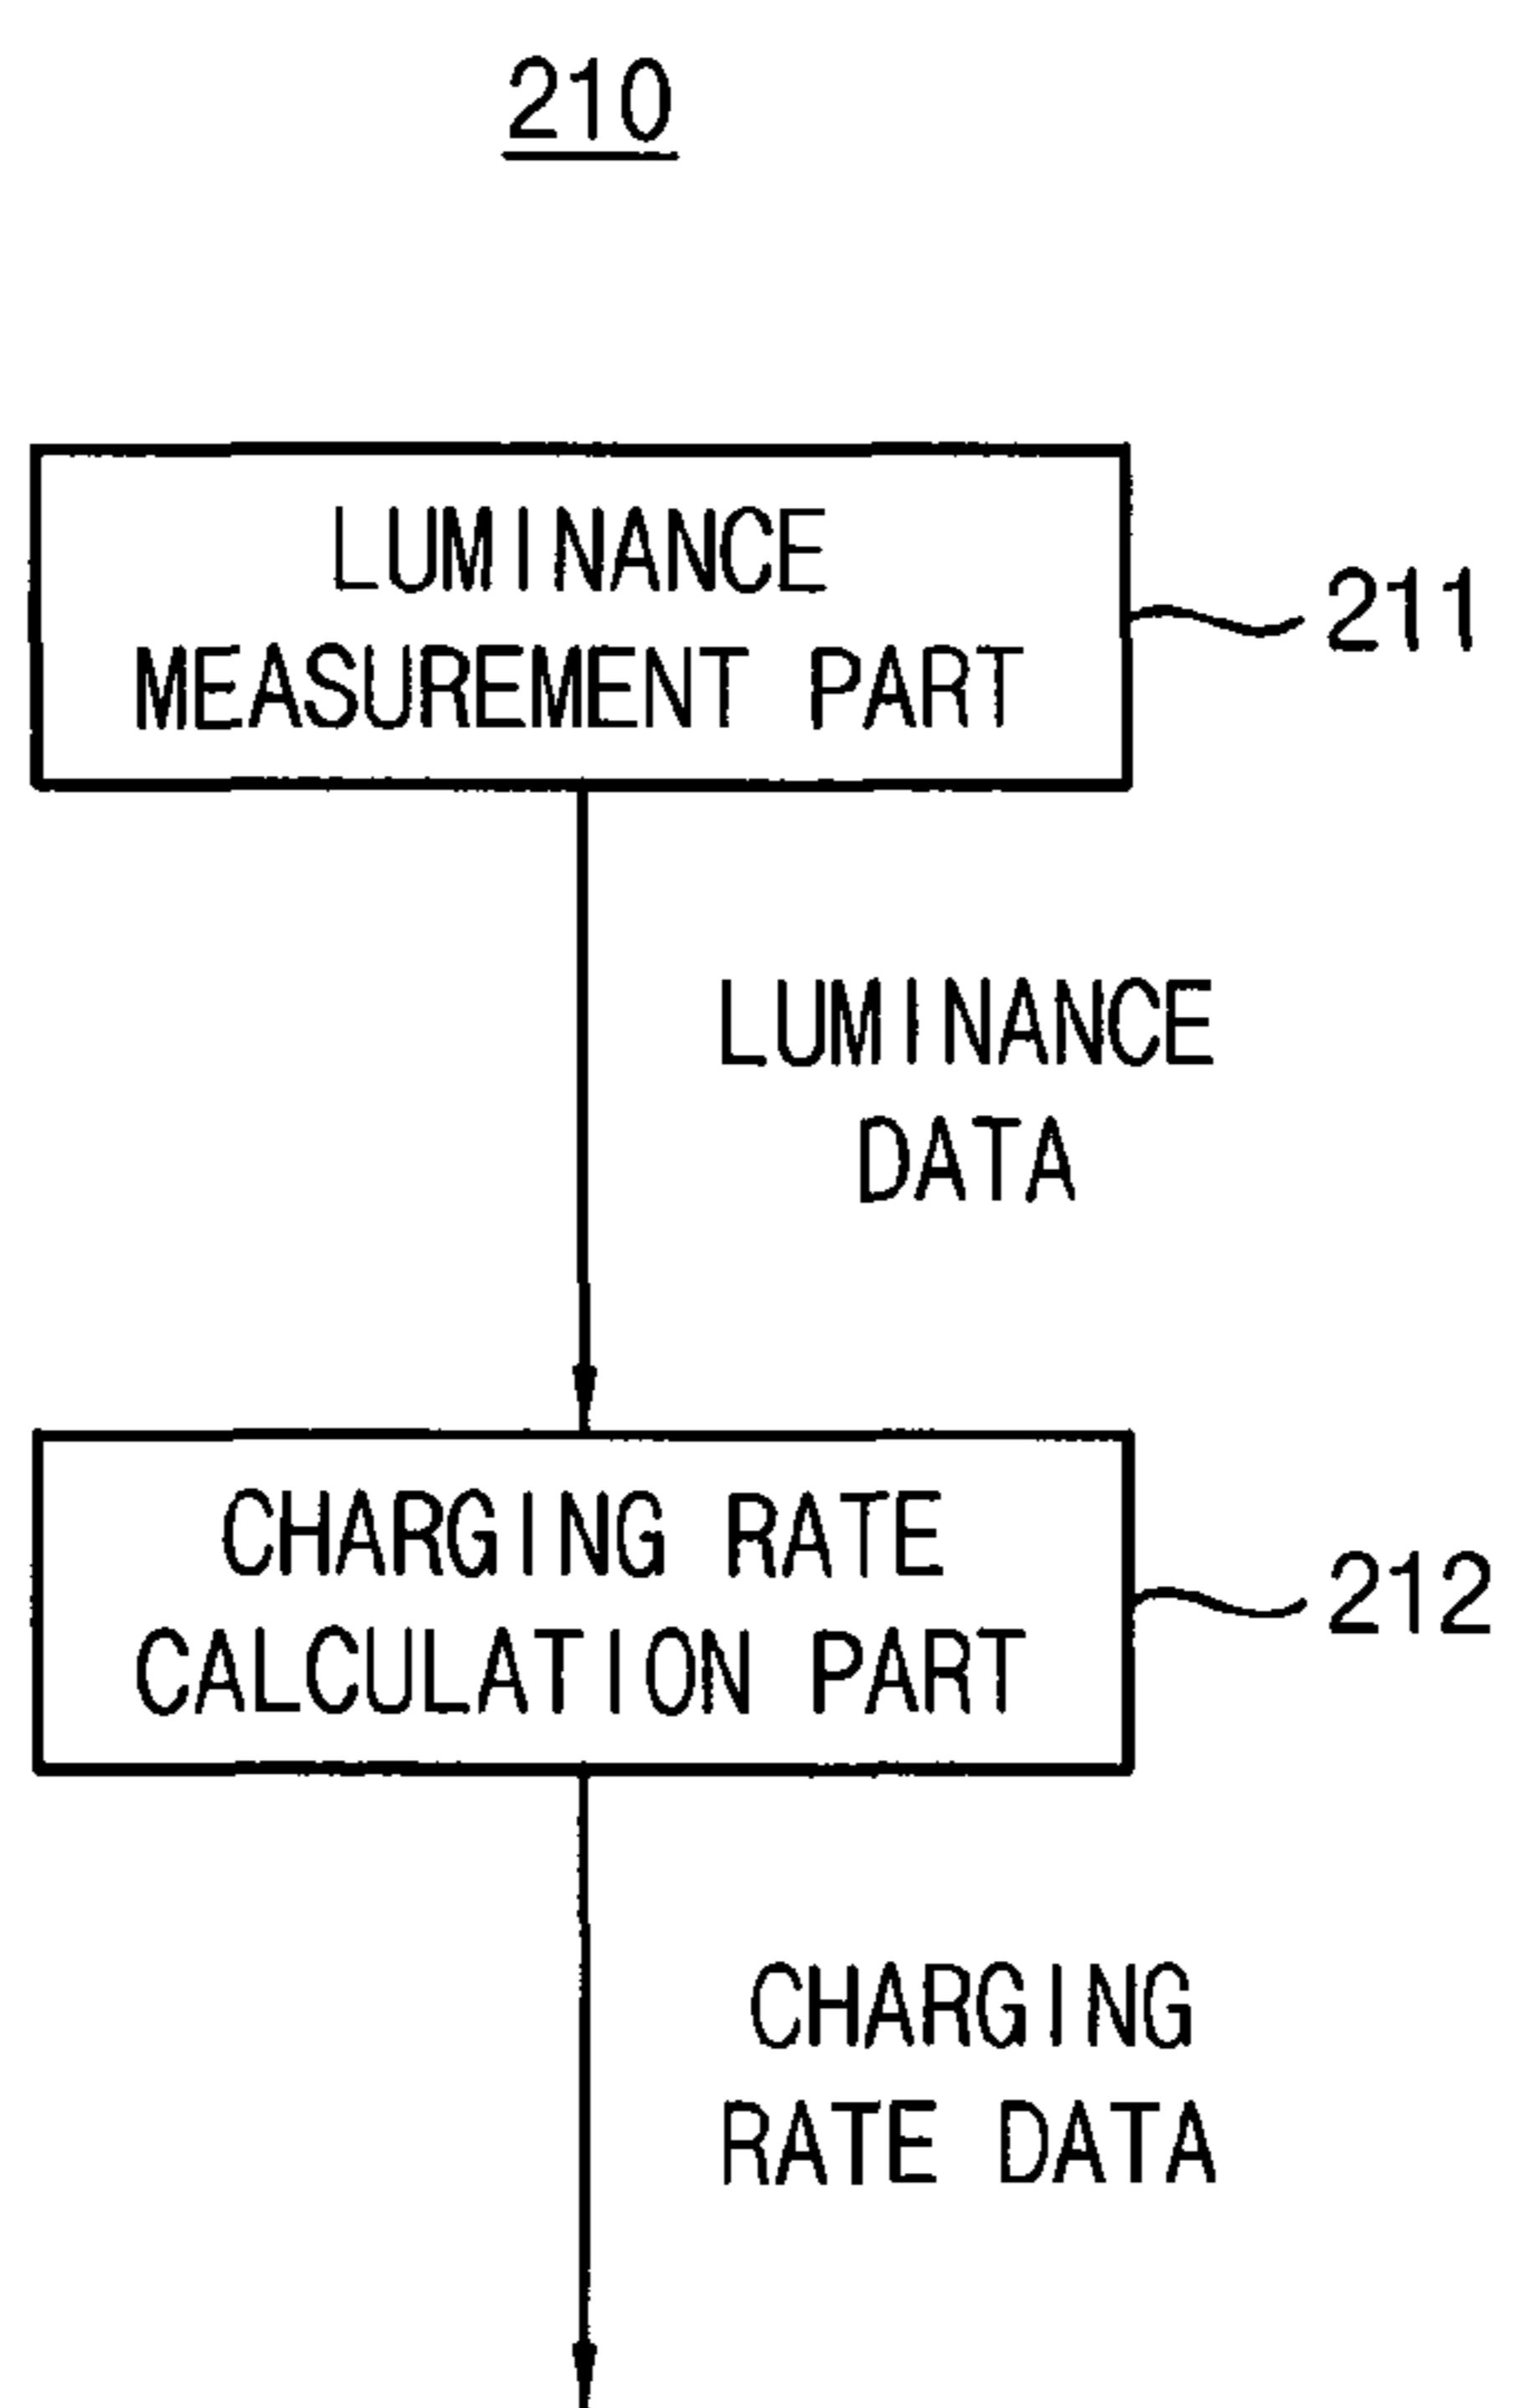 210
LUMINANCE
MEASUREMENT PART
211
LUMINANCE
DATA
CHARGING RATE
CALCULATION PART
212
CHARGING
RATE DATA